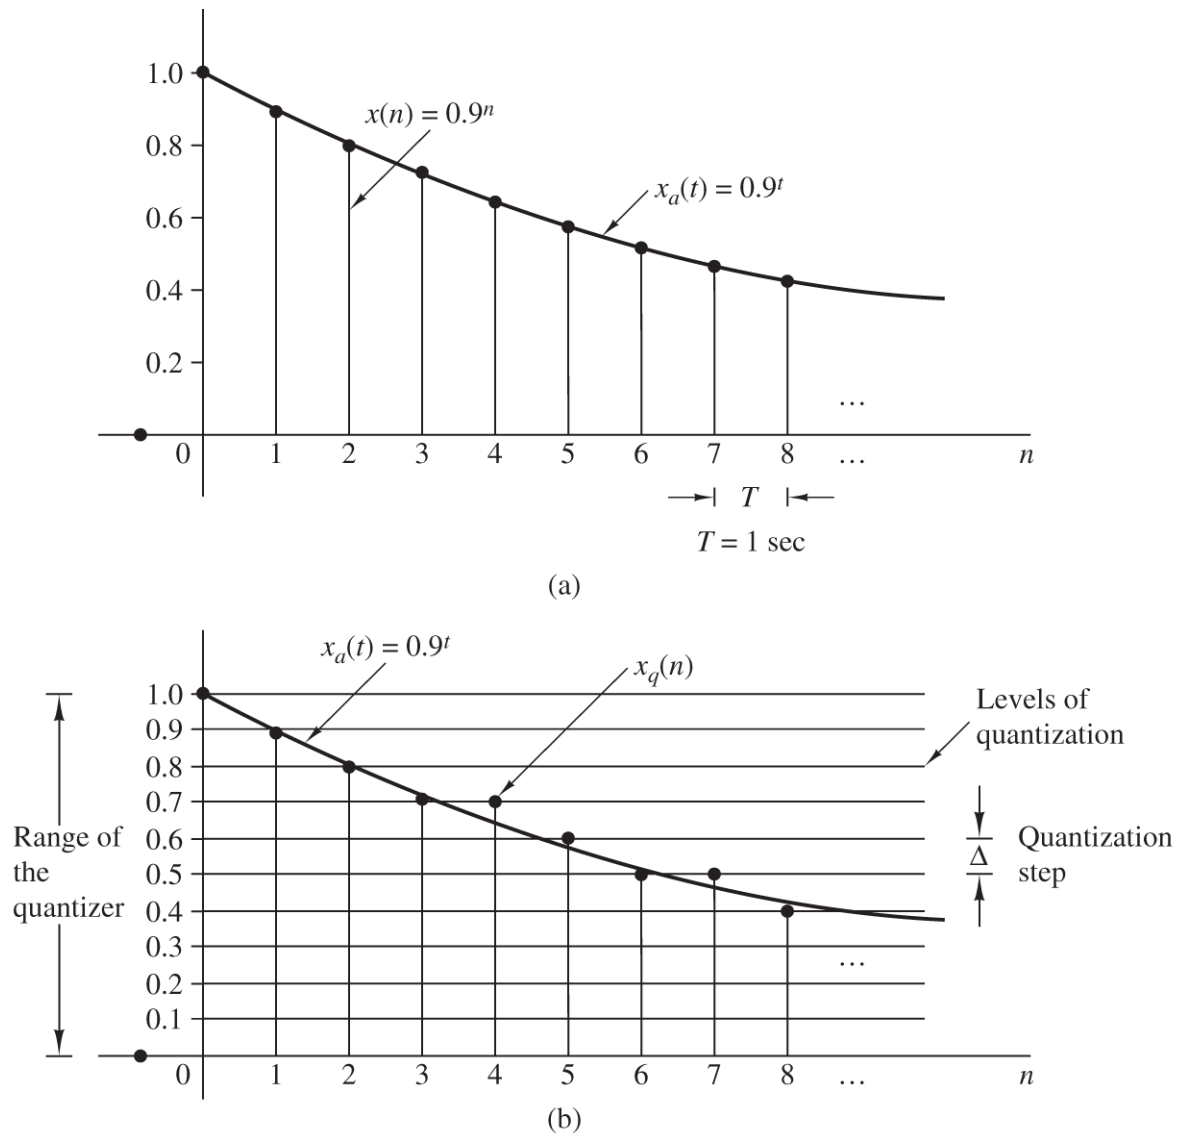 1.0
x(n) = 0.9ⁿ
0.8
xₐ(t) = 0.9ᵗ
0.6
0.4
0.2
…
0 1 2 3 4 5 6 7 8 … n
T
T = 1 sec
(a)
xₐ(t) = 0.9ᵗ
x_q(n)
1.0
0.9
0.8
0.7
0.6
0.5
0.4
0.3
0.2
0.1
Levels of
quantization
Range of
the
quantizer
Quantization
step
Δ
…
0 1 2 3 4 5 6 7 8 … n
(b)